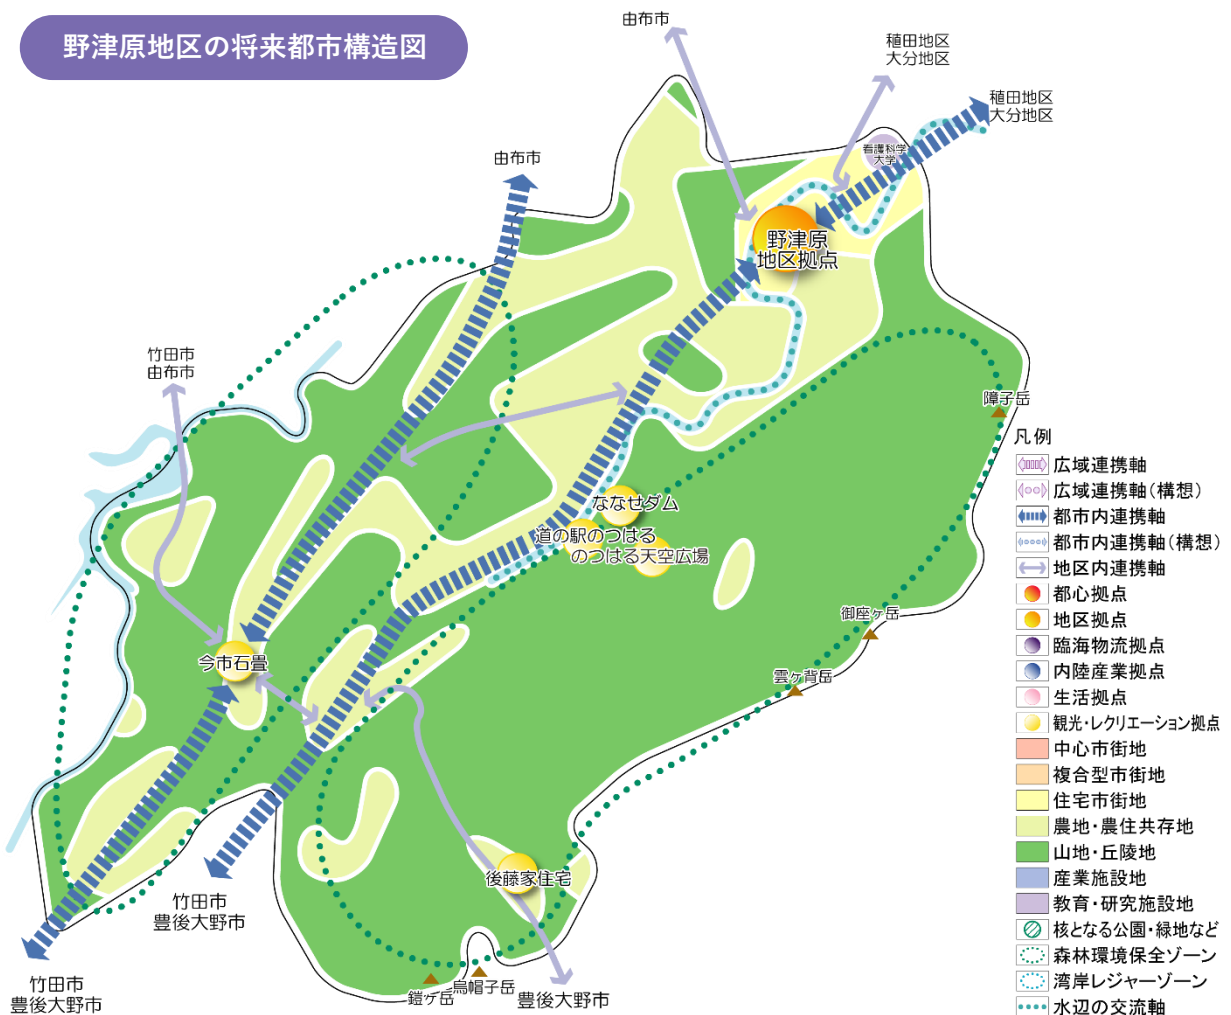 野津原地区の将来都市構造図
由布市
稙田地区
大分地区
稙田地区
大分地区
看護科学
大学
由布市
野津原
地区拠点
竹田市
由布市
障子岳
ななせダム
道の駅のつはる
のつはる天空広場
御座ヶ岳
今市石畳
雲ヶ背岳
後藤家住宅
竹田市
豊後大野市
竹田市
豊後大野市
鎧ケ岳
烏帽子岳
豊後大野市
凡例
広域連携軸
広域連携軸(構想)
都市内連携軸
都市内連携軸(構想)
地区内連携軸
都心拠点
地区拠点
臨海物流拠点
内陸産業拠点
生活拠点
観光・レクリエーション拠点
中心市街地
複合型市街地
住宅市街地
農地・農住共存地
山地・丘陵地
産業施設地
教育・研究施設地
核となる公園・緑地など
森林環境保全ゾーン
湾岸レジャーゾーン
水辺の交流軸